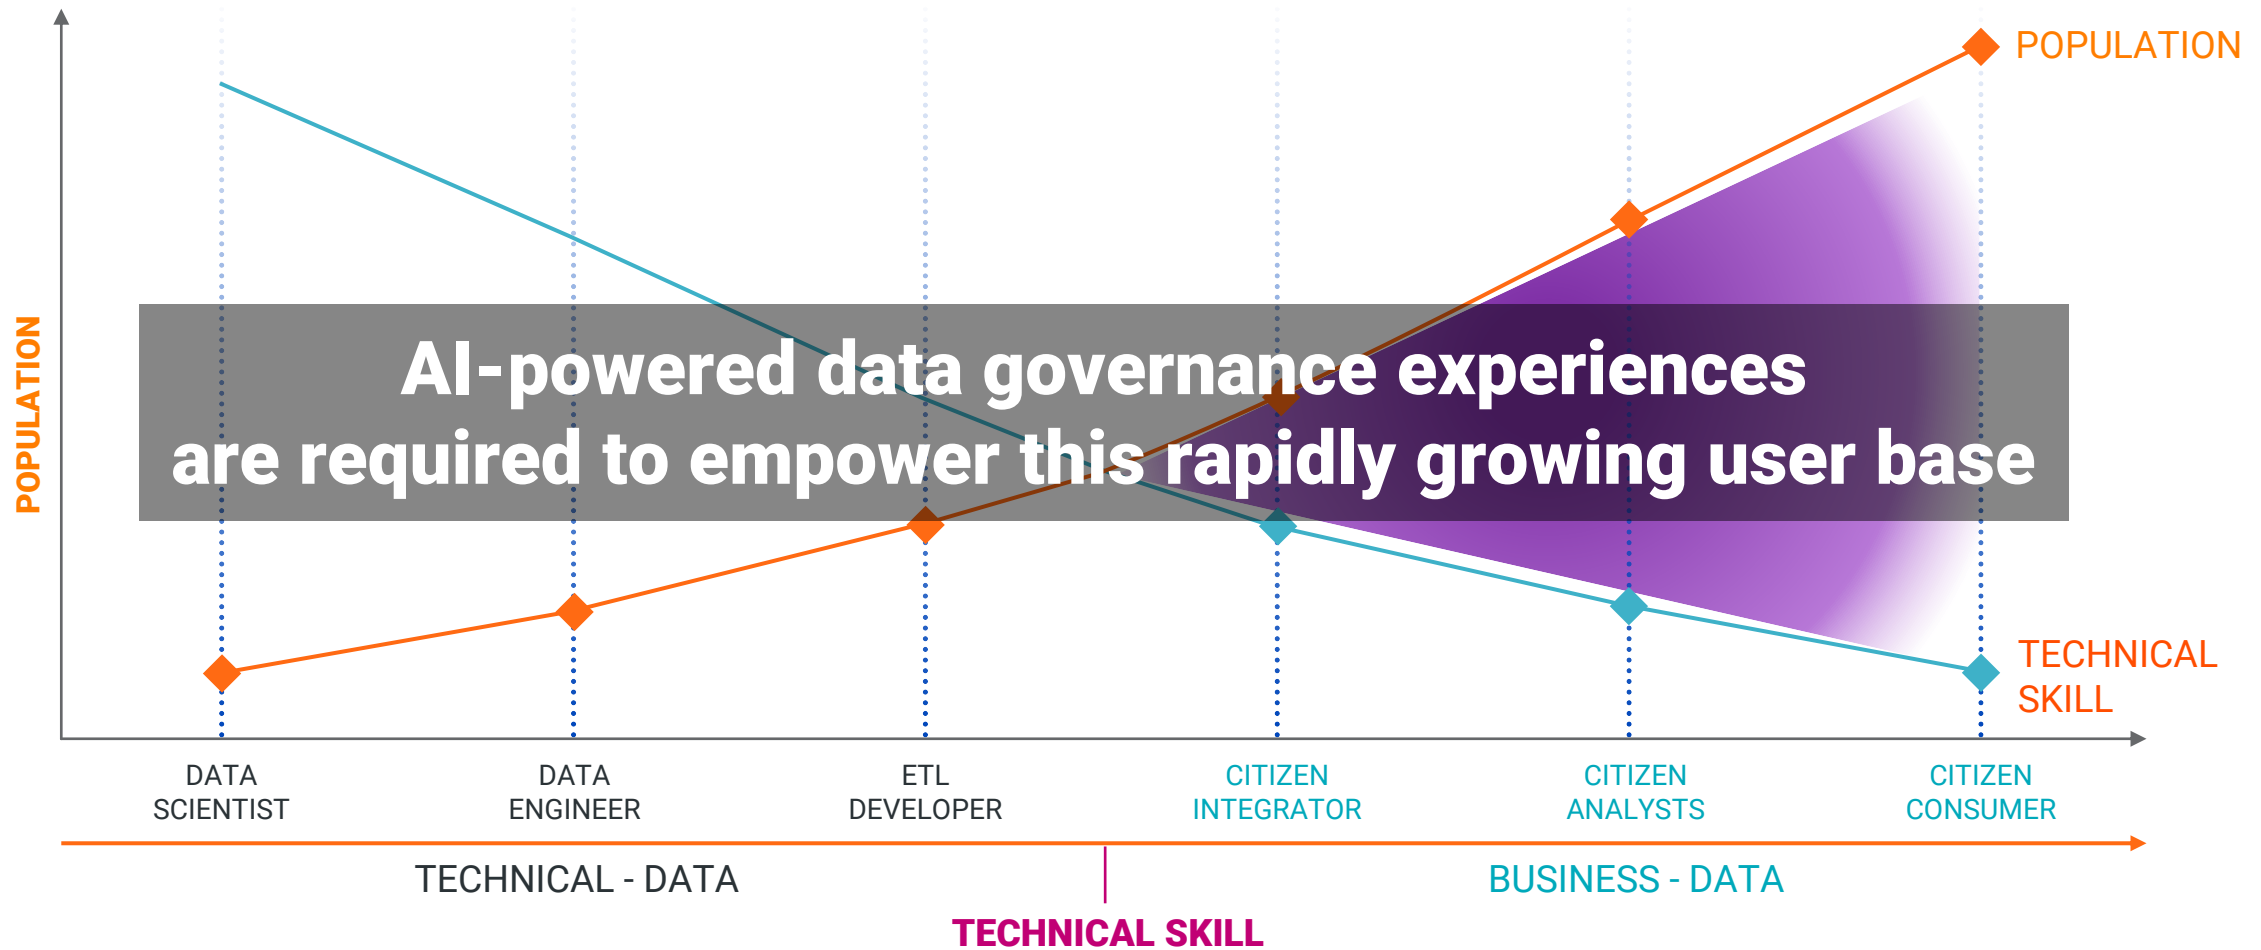 POPULATION
POPULATION
AI-powered data governance experiences
are required to empower this rapidly growing user base
TECHNICAL
SKILL
DATA
SCIENTIST
DATA
ENGINEER
ETL
DEVELOPER
CITIZEN
INTEGRATOR
CITIZEN
ANALYSTS
CITIZEN
CONSUMER
TECHNICAL - DATA
BUSINESS - DATA
TECHNICAL SKILL